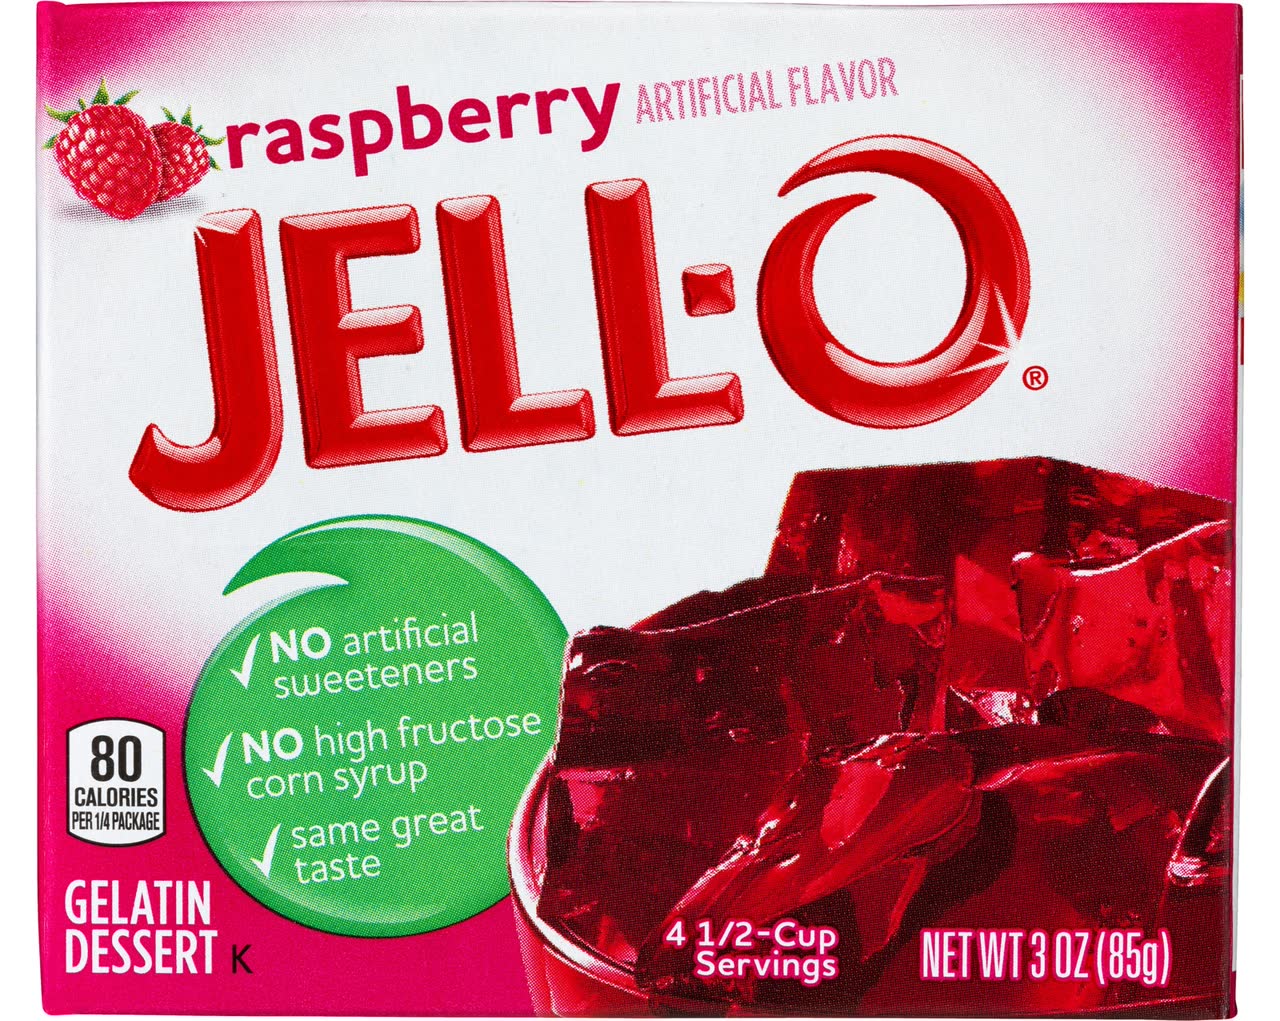 raspberry ARTIFICIAL FLAVOR
JELL-O®
NO artificial
sweeteners
NO high fructose
corn syrup
same great
taste
80
CALORIES
PER 1/4 PACKAGE
GELATIN
DESSERT K
4 1/2-Cup
Servings
NET WT 3 OZ (85g)